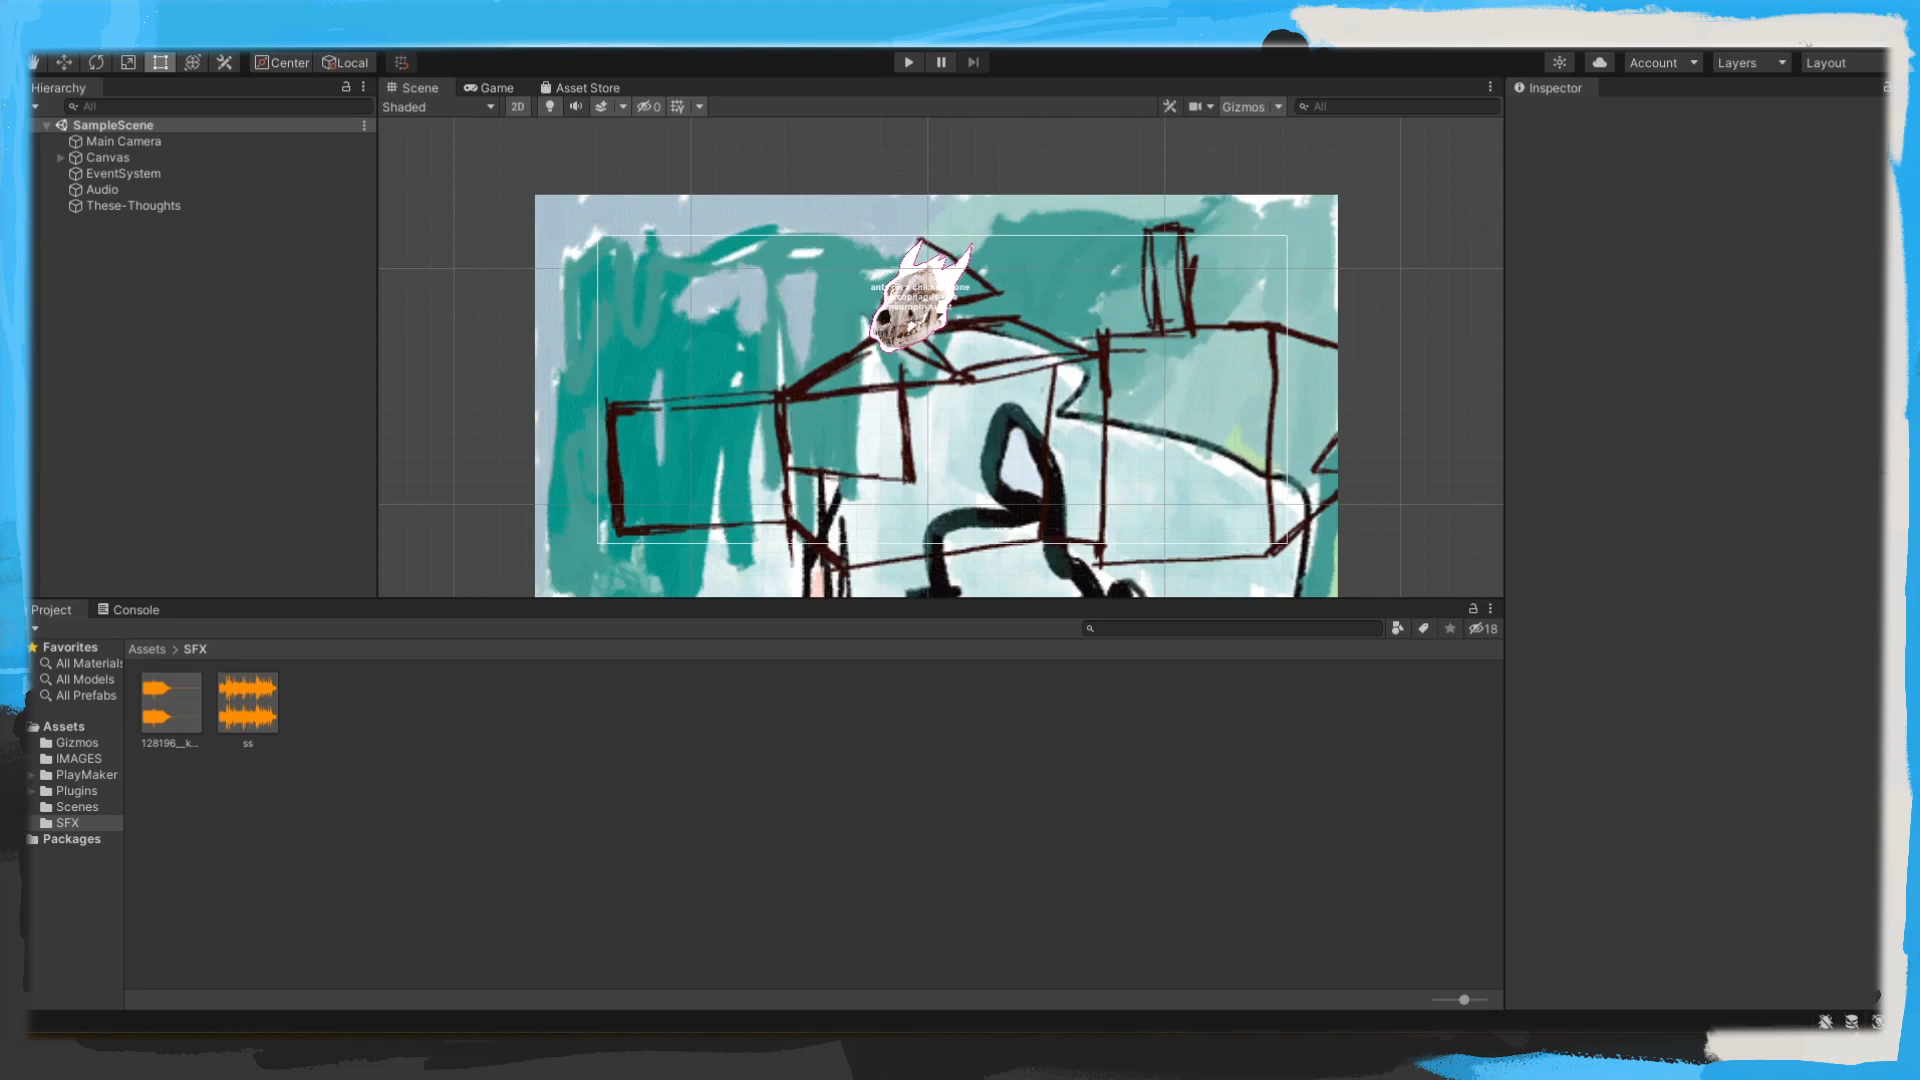 Center
Local
Account
Layers
Layout
Hierarchy
All
SampleScene
Main Camera
Canvas
EventSystem
Audio
These-Thoughts
Scene
Game
Asset Store
Shaded
2D
0
Gizmos
All
Inspector
Project
Console
18
Favorites
All Materials
All Models
All Prefabs
Assets
Gizmos
IMAGES
PlayMaker
Plugins
Scenes
SFX
Packages
Assets > SFX
128196__k...
ss